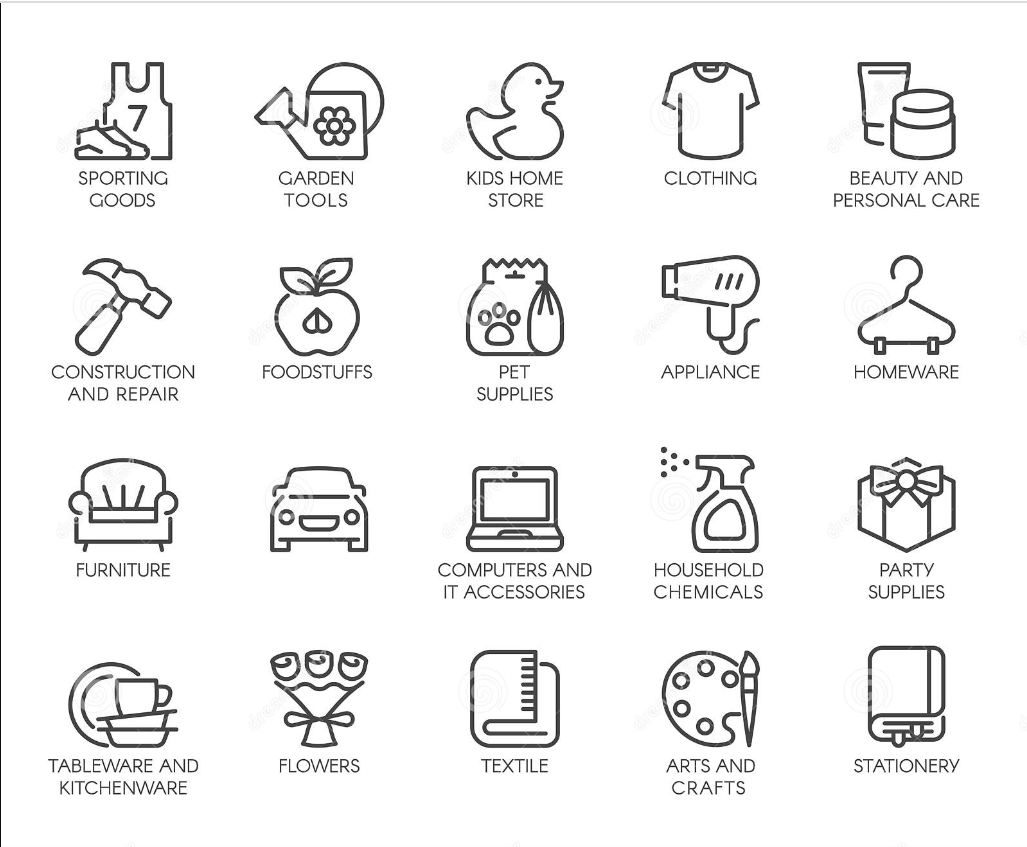 7
SPORTING
GOODS
GARDEN
TOOLS
KIDS HOME
STORE
CLOTHING
BEAUTY AND
PERSONAL CARE
CONSTRUCTION
AND REPAIR
FOODSTUFFS
PET
SUPPLIES
APPLIANCE
HOMEWARE
FURNITURE
COMPUTERS AND
IT ACCESSORIES
HOUSEHOLD
CHEMICALS
PARTY
SUPPLIES
TABLEWARE AND
KITCHENWARE
FLOWERS
TEXTILE
ARTS AND
CRAFTS
STATIONERY